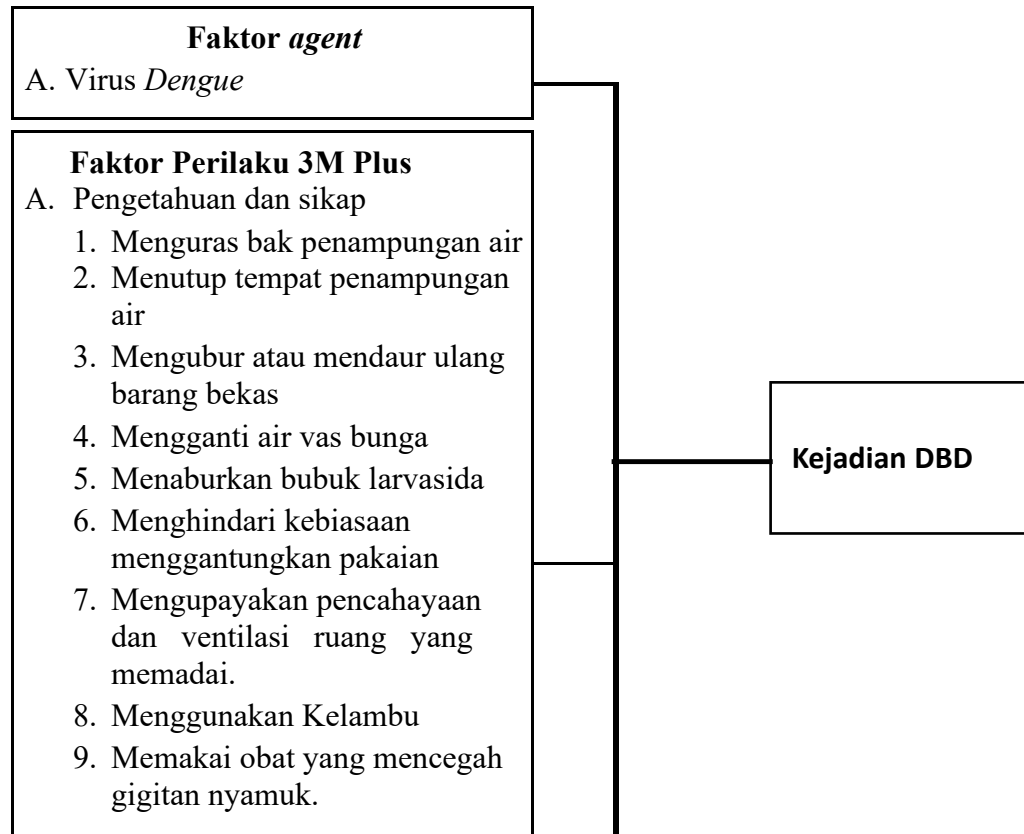 Faktor agent
A. Virus Dengue
Faktor Perilaku 3M Plus
A. Pengetahuan dan sikap
1. Menguras bak penampungan air
2. Menutup tempat penampungan
air
3. Mengubur atau mendaur ulang
barang bekas
4. Mengganti air vas bunga
5. Menaburkan bubuk larvasida
6. Menghindari kebiasaan
menggantungkan pakaian
7. Mengupayakan pencahayaan
dan ventilasi ruang yang
memadai.
8. Menggunakan Kelambu
9. Memakai obat yang mencegah
gigitan nyamuk.
Kejadian DBD